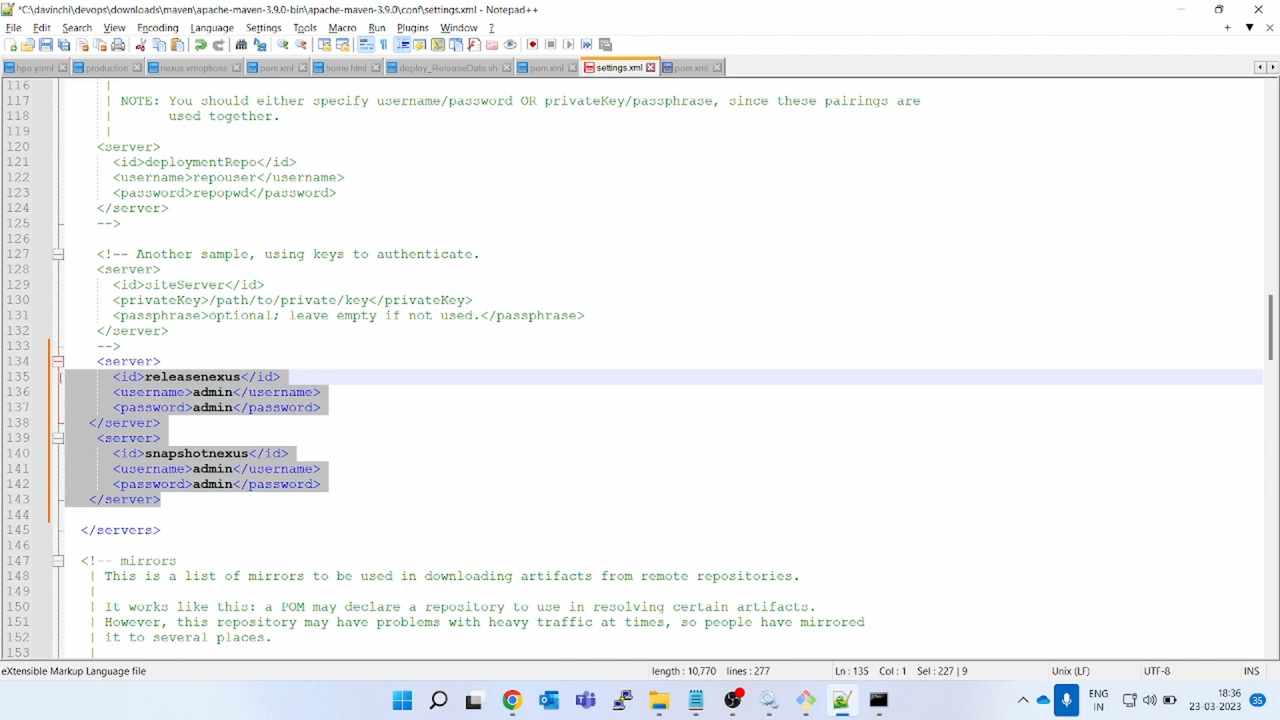 *C:\davinchi\devops\downloads\maven\apache-maven-3.9.0-bin\apache-maven-3.9.0\conf\settings.xml - Notepad++
File Edit Search View Encoding Language Settings Tools Macro Run Plugins Window ?
hpa.yaml production nexus.vmoptions pom.xml home.html deploy_ReleaseData.sh pom.xml settings.xml pom.xml
116 |
117 | NOTE: You should either specify username/password OR privateKey/passphrase, since these pairings are
118 | used together.
119 |
120 <server>
121 <id>deploymentRepo</id>
122 <username>repouser</username>
123 <password>repopwd</password>
124 </server>
125 -->
126
127 <!-- Another sample, using keys to authenticate.
128 <server>
129 <id>siteServer</id>
130 <privateKey>/path/to/private/key</privateKey>
131 <passphrase>optional; leave empty if not used.</passphrase>
132 </server>
133 -->
134 <server>
135 <id>releasenexus</id>
136 <username>admin</username>
137 <password>admin</password>
138 </server>
139 <server>
140 <id>snapshotnexus</id>
141 <username>admin</username>
142 <password>admin</password>
143 </server>
144
145 </servers>
146
147 <!-- mirrors
148 | This is a list of mirrors to be used in downloading artifacts from remote repositories.
149 |
150 | It works like this: a POM may declare a repository to use in resolving certain artifacts.
151 | However, this repository may have problems with heavy traffic at times, so people have mirrored
152 | it to several places.
153 |
eXtensible Markup Language file length : 10,770 lines : 277 Ln : 135 Col : 1 Sel : 227 | 9 Unix (LF) UTF-8 INS
ENG 18:36
IN 23-03-2023 35